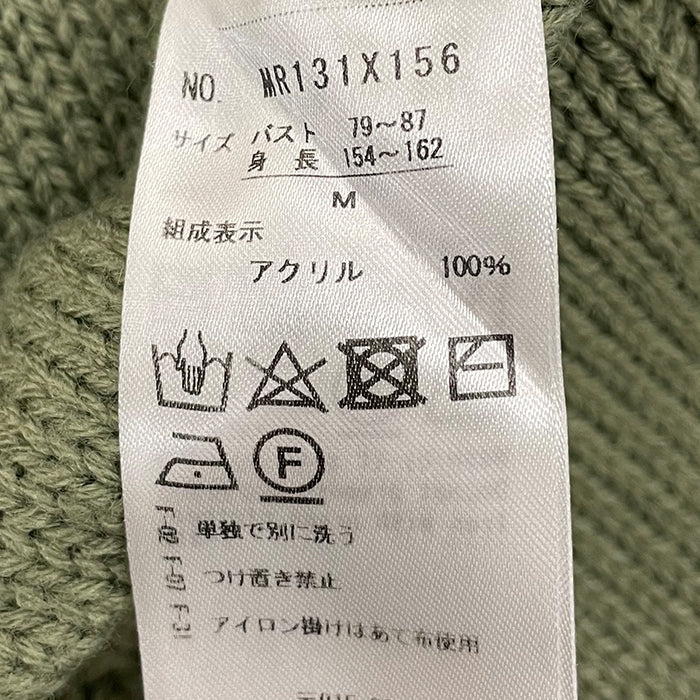 NO. MR131X156
サイズ バスト 79～87
身 長 154～162
M
組成表示
アクリル 100%
F
単独で別に洗う
つけ置き禁止
アイロン掛けはあて布使用